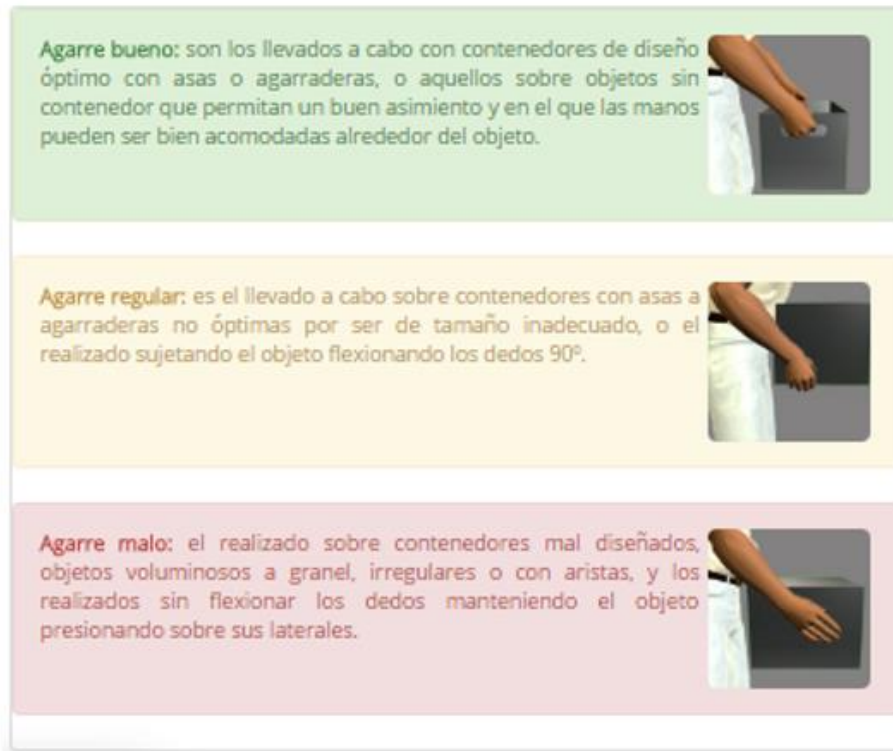 Agarre bueno: son los llevados a cabo con contenedores de diseño
óptimo con asas o agarraderas, o aquellos sobre objetos sin
contenedor que permitan un buen asimiento y en el que las manos
pueden ser bien acomodadas alrededor del objeto.
Agarre regular: es el llevado a cabo sobre contenedores con asas a
agarraderas no óptimas por ser de tamaño inadecuado, o el
realizado sujetando el objeto flexionando los dedos 90º.
Agarre malo: el realizado sobre contenedores mal diseñados,
objetos voluminosos a granel, irregulares o con aristas, y los
realizados sin flexionar los dedos manteniendo el objeto
presionando sobre sus laterales.